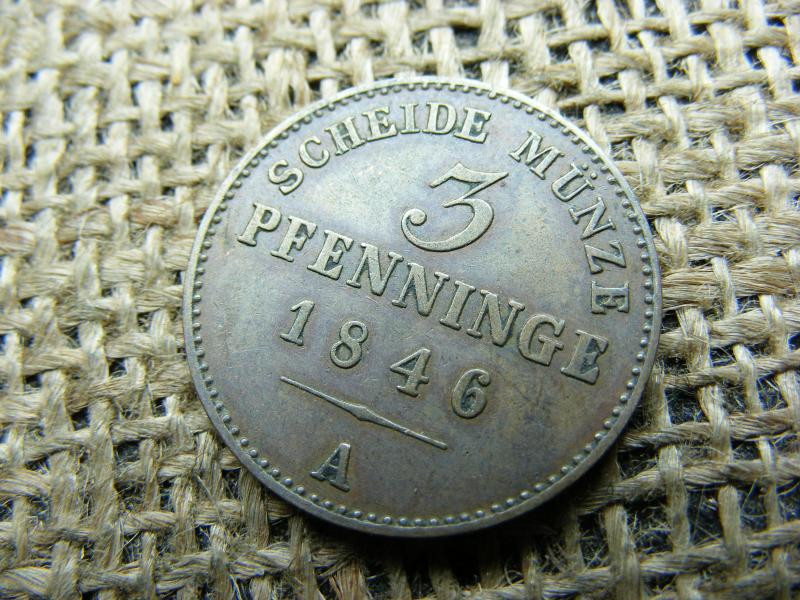 SCHEIDE MÜNZE
3
PFENNINGE
1846
A